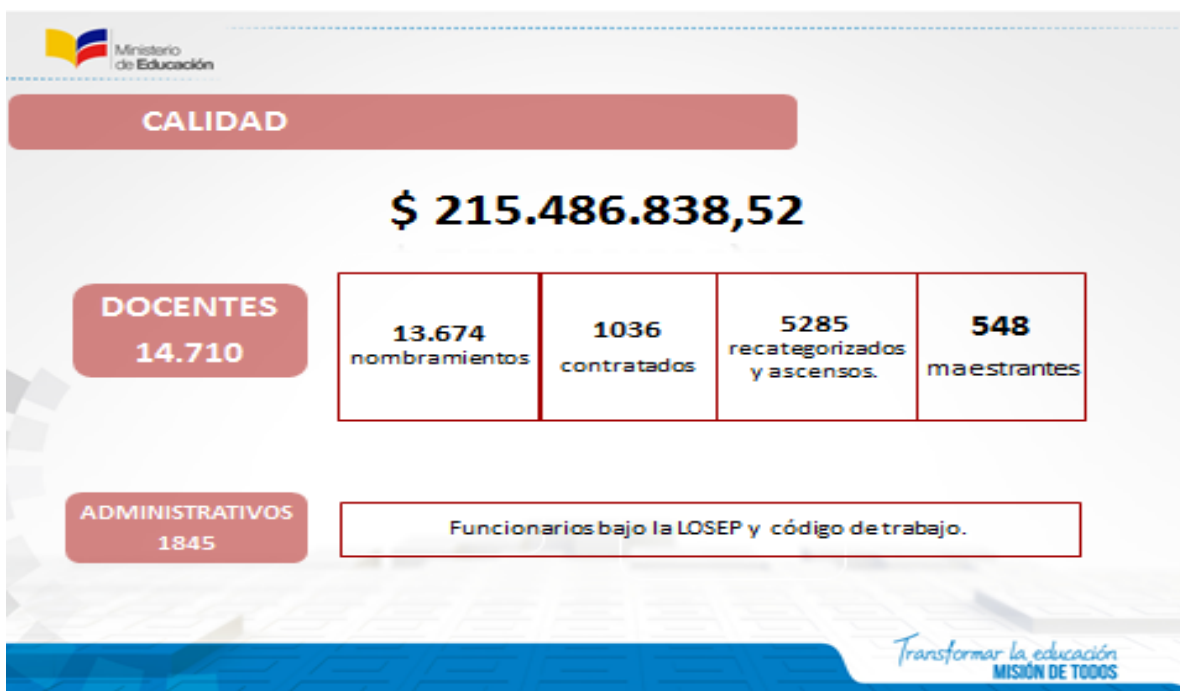 Ministerio
de Educación
CALIDAD
$ 215.486.838,52
DOCENTES
14.710
13.674
nombramientos
1036
contratados
5285
recategorizados
y ascensos.
548
maestrantes
ADMINISTRATIVOS
1845
Funcionarios bajo la LOSEP y código de trabajo.
Transformar la educación
MISIÓN DE TODOS